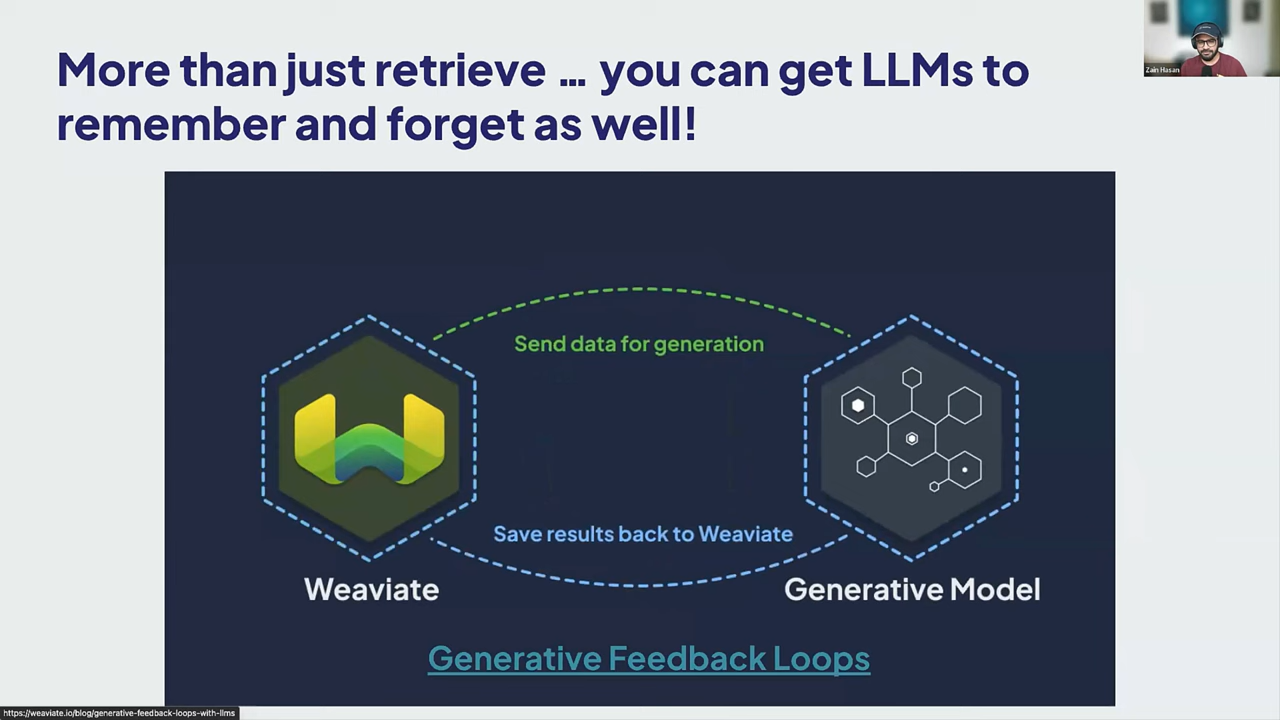 More than just retrieve ... you can get LLMs to
remember and forget as well!
Zain Hasan
Send data for generation
Save results back to Weaviate
Weaviate
Generative Model
Generative Feedback Loops
https://weaviate.io/blog/generative-feedback-loops-with-llms